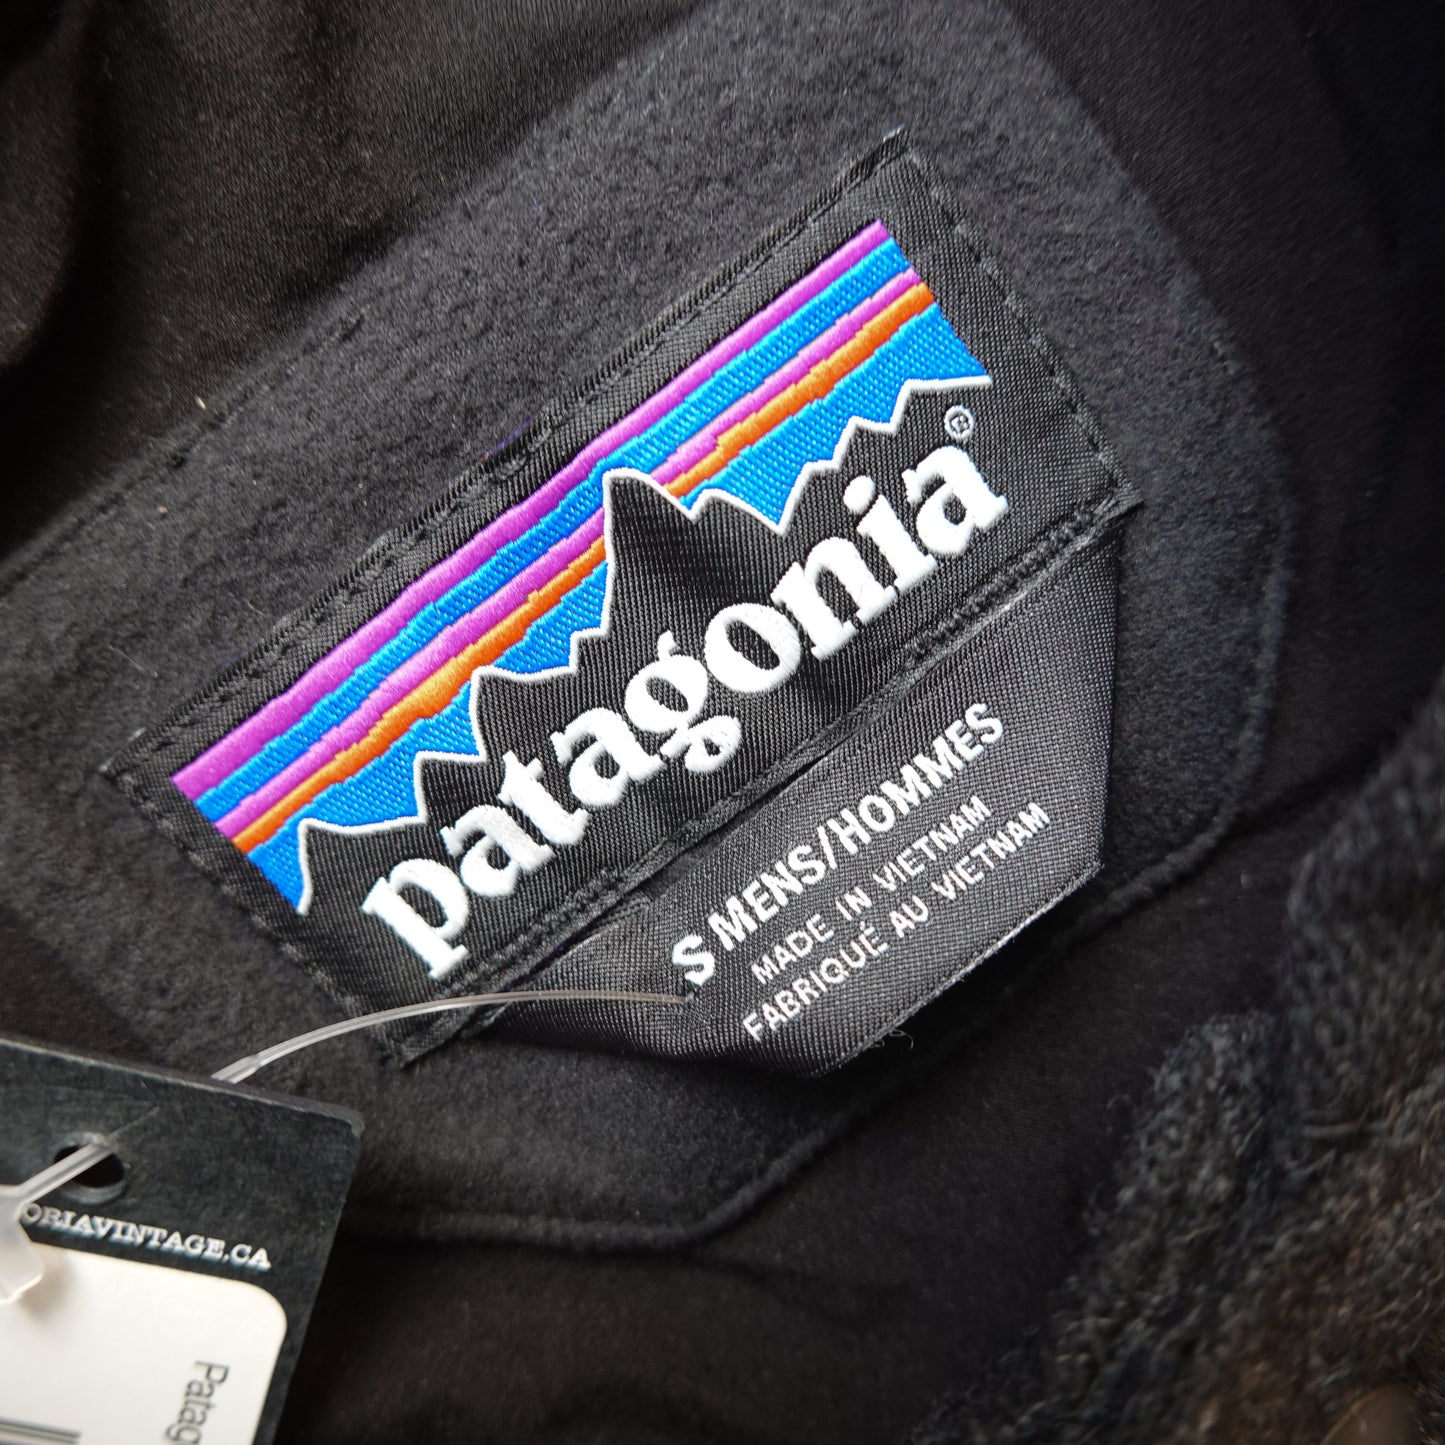 patagonia®
S MENS/HOMMES
MADE IN VIETNAM
FABRIQUÉ AU VIETNAM
ORIAVINTAGE.CA
Patag